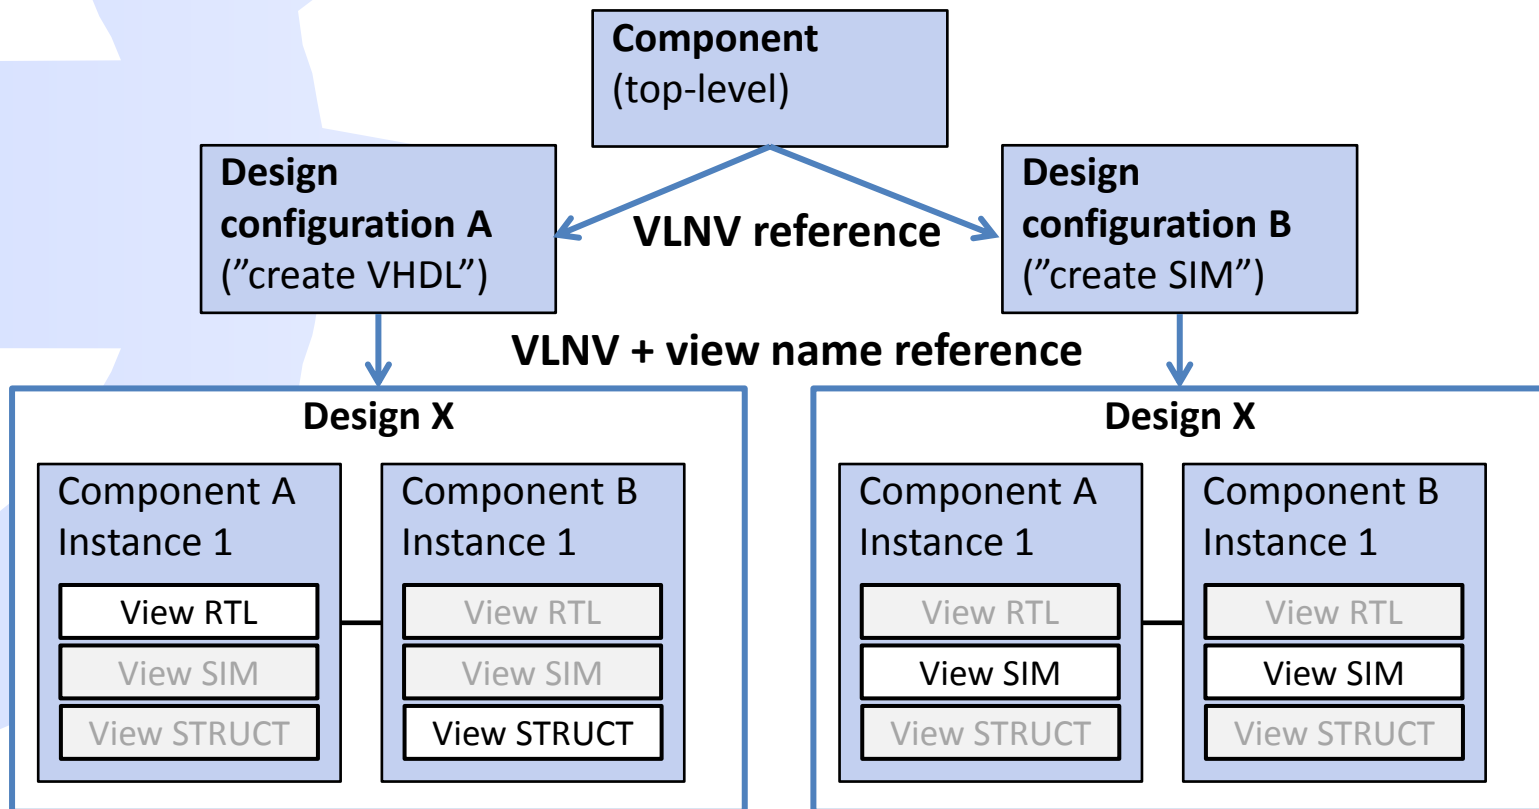 Component
(top-level)
Design
configuration A
(”create VHDL”)
VLNV reference
Design
configuration B
(”create SIM”)
VLNV + view name reference
Design X
Component A
Instance 1
View RTL
View SIM
View STRUCT
Component B
Instance 1
View RTL
View SIM
View STRUCT
Design X
Component A
Instance 1
View RTL
View SIM
View STRUCT
Component B
Instance 1
View RTL
View SIM
View STRUCT